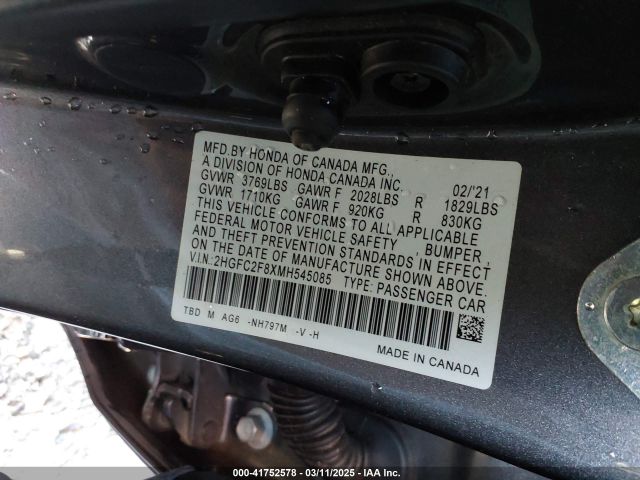 MFD.BY HONDA OF CANADA MFG.,
A DIVISION OF HONDA CANADA INC. 02/'21
GVWR 3769LBS GAWR F 2028LBS R 1829LBS
GVWR 1710KG GAWR F 920KG R 830KG
THIS VEHICLE CONFORMS TO ALL APPLICABLE
FEDERAL MOTOR VEHICLE SAFETY BUMPER,
AND THEFT PREVENTION STANDARDS IN EFFECT
ON THE DATE OF MANUFACTURE SHOWN ABOVE.
V.I.N: 2HGFC2F8XMH545085 TYPE: PASSENGER CAR
TBD M AG6 -NH797M -V -H
MADE IN CANADA
000-41752578 - 03/11/2025 - IAA Inc.